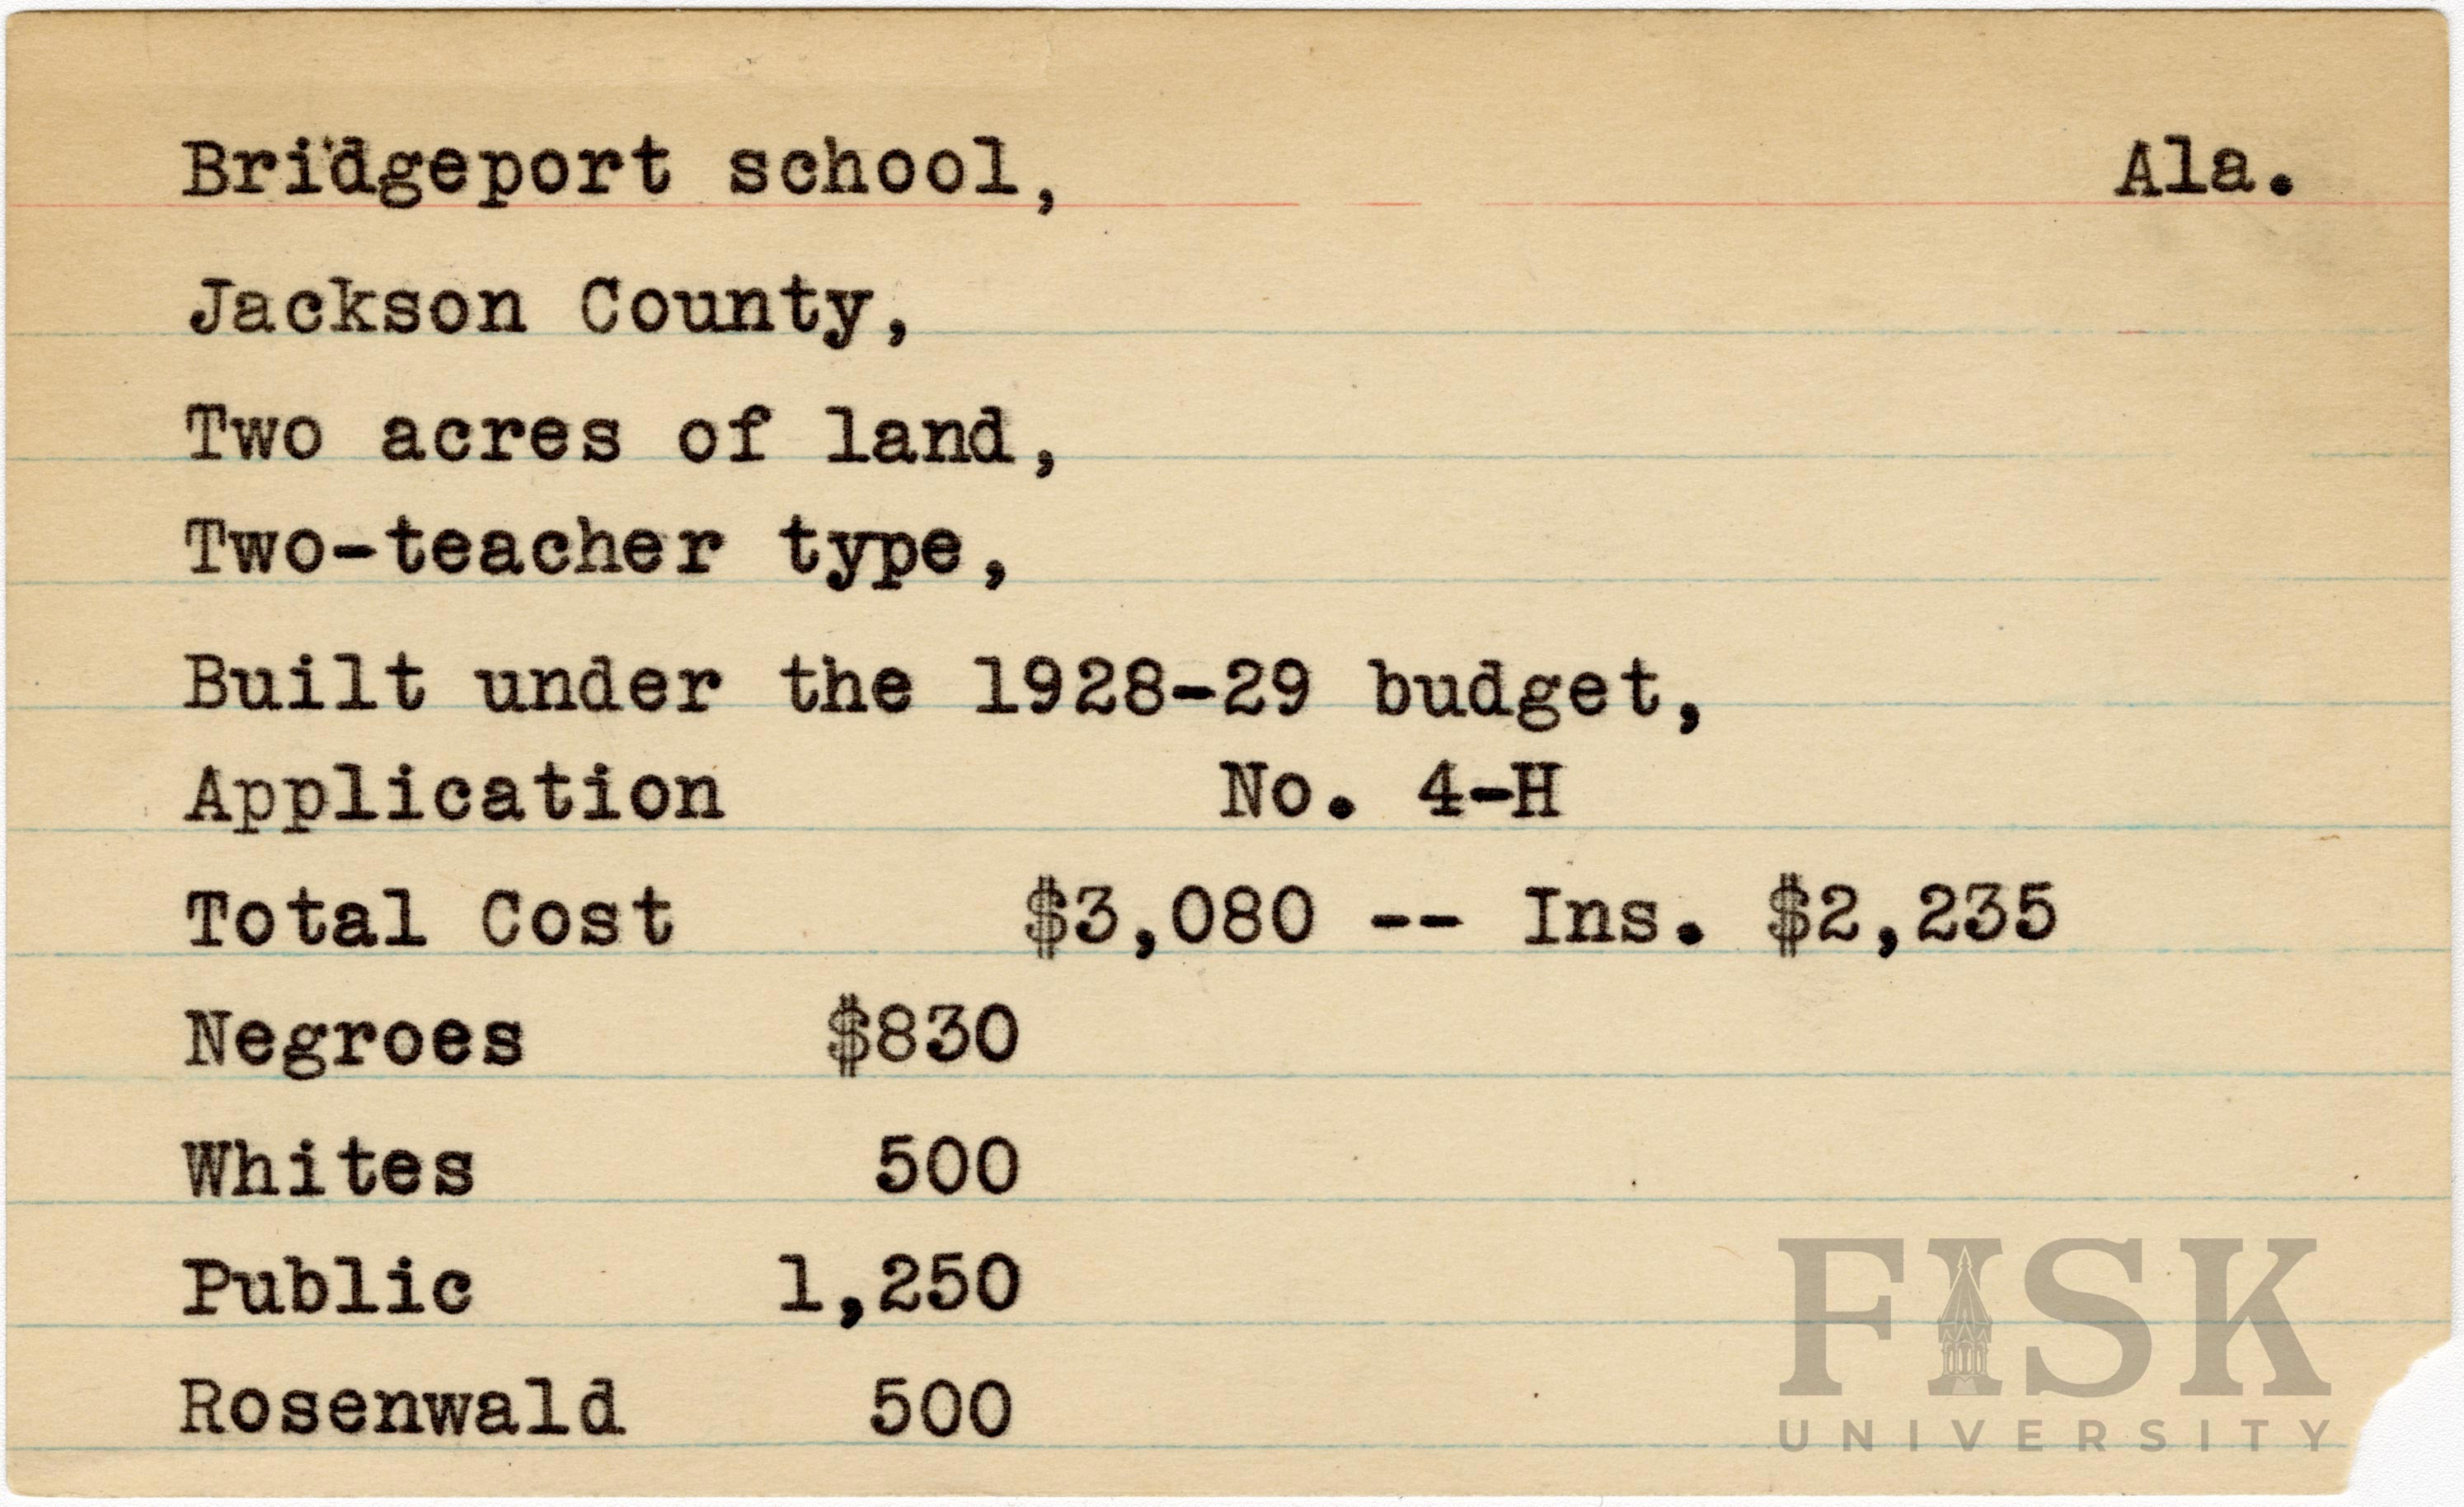 Bridgeport school, Ala.
Jackson County,
Two acres of land,
Two-teacher type,
Built under the 1928-29 budget,
Application No. 4-H
Total Cost $3,080 -- Ins. $2,235
Negroes $830
Whites 500
Public 1,250
Rosenwald 500
FISK
UNIVERSITY